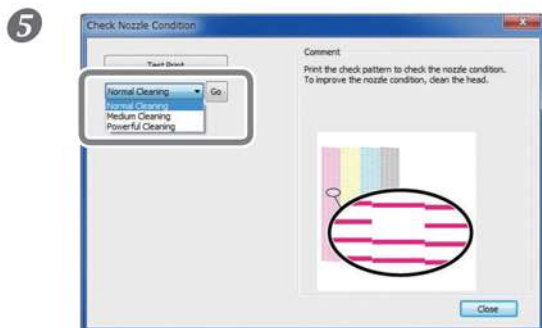 5
Check Nozzle Condition
Test Print
Normal Cleaning
Go
Normal Cleaning
Medium Cleaning
Powerful Cleaning
Comment
Print the check pattern to check the nozzle condition.
To improve the nozzle condition, clean the head.
Close